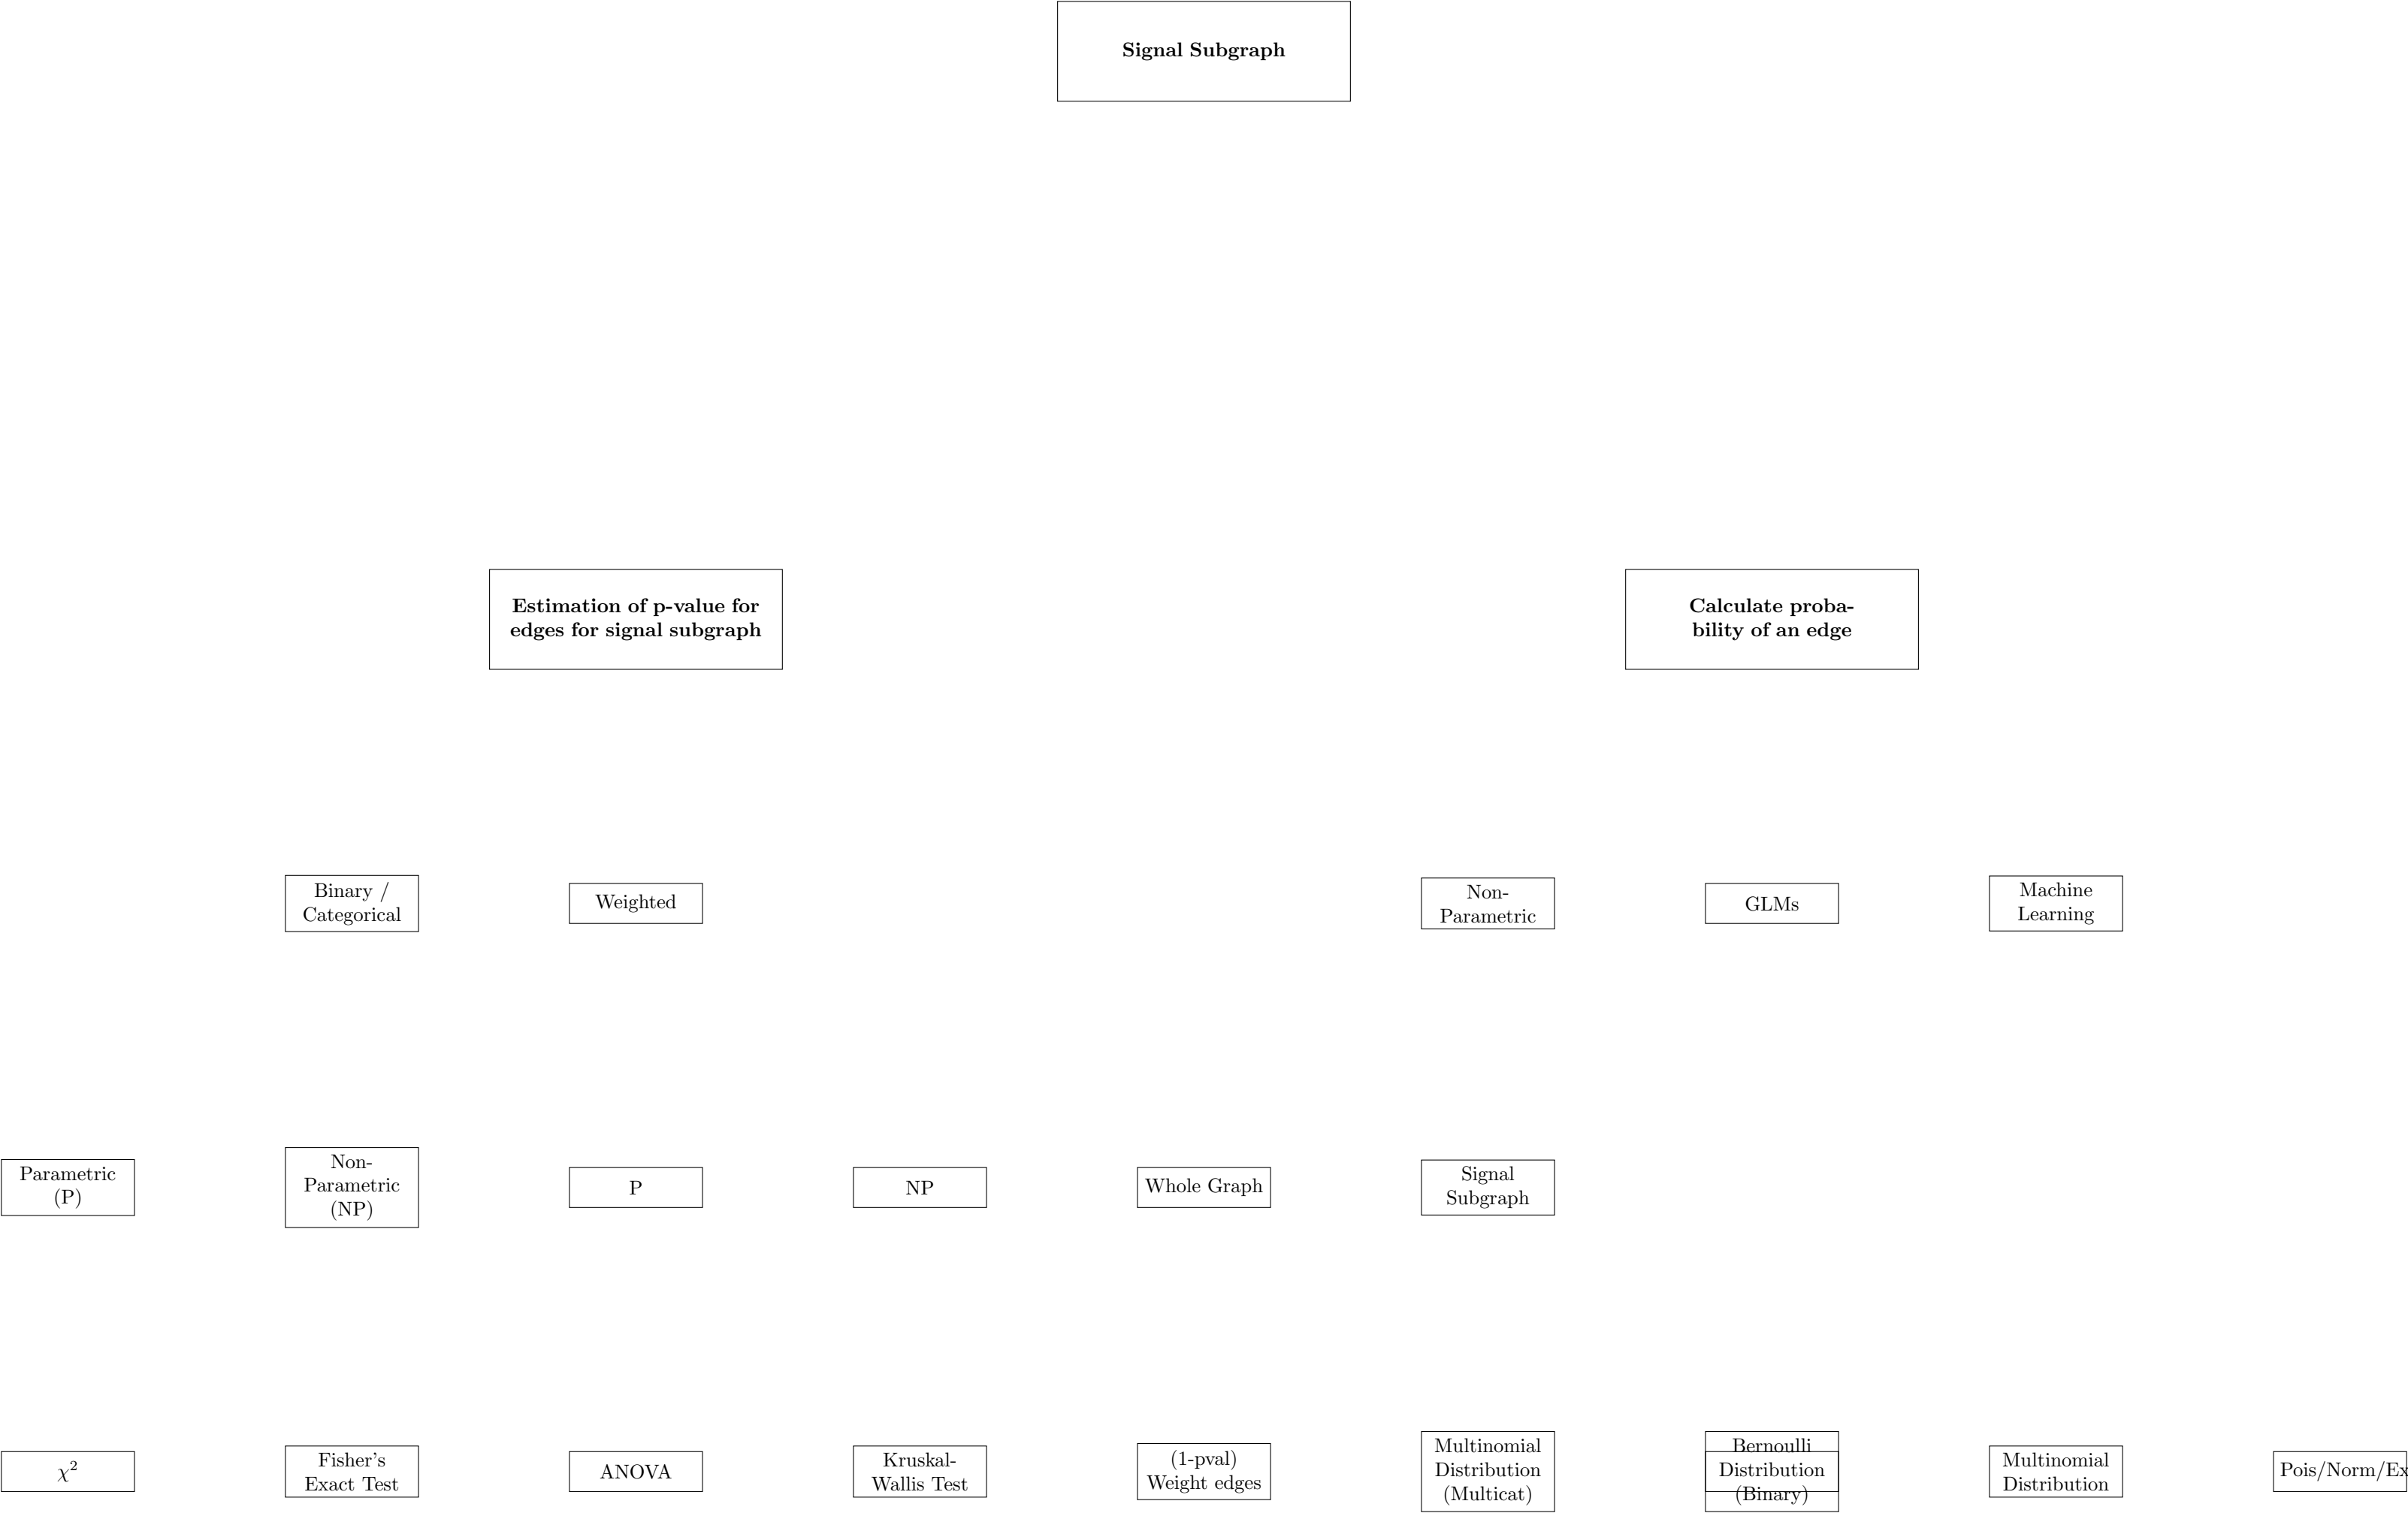 Signal Subgraph
Estimation of p-value for
edges for signal subgraph
Calculate proba-
bility of an edge
Binary /
Categorical
Weighted
Non-
Parametric
GLMs
Machine
Learning
Parametric
(P)
Non-
Parametric
(NP)
P
NP
Whole Graph
Signal
Subgraph
χ²
Fisher's
Exact Test
ANOVA
Kruskal-
Wallis Test
(1-pval)
Weight edges
Multinomial
Distribution
(Multicat)
Bernoulli
Distribution
(Binary)
Multinomial
Distribution
Pois/Norm/Ex